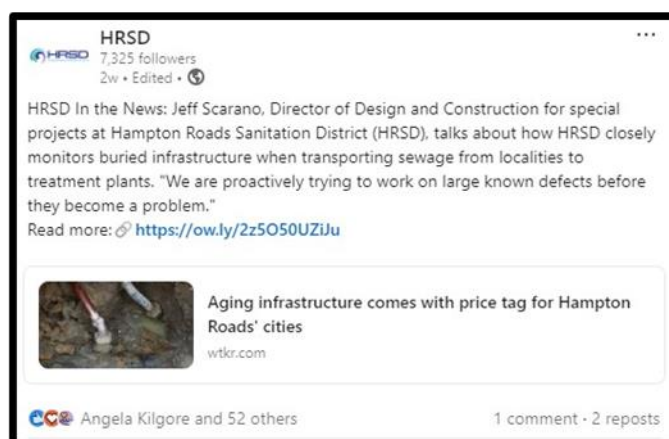 HRSD
HRSD
7,325 followers
2w • Edited •
HRSD In the News: Jeff Scarano, Director of Design and Construction for special
projects at Hampton Roads Sanitation District (HRSD), talks about how HRSD closely
monitors buried infrastructure when transporting sewage from localities to
treatment plants. "We are proactively trying to work on large known defects before
they become a problem."
Read more: https://ow.ly/2z5O50UZiJu
Aging infrastructure comes with price tag for Hampton
Roads' cities
wtkr.com
Angela Kilgore and 52 others
1 comment • 2 reposts